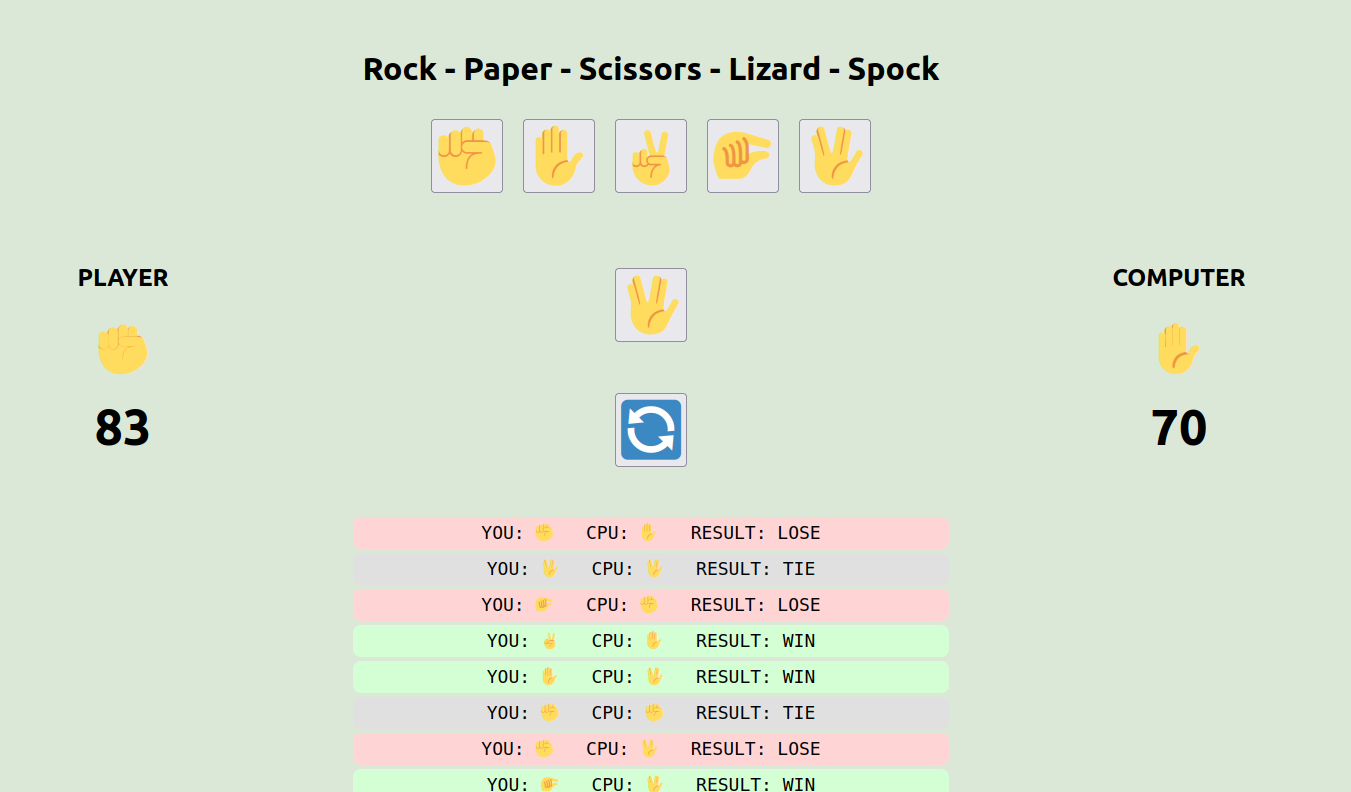 Rock - Paper - Scissors - Lizard - Spock
PLAYER
COMPUTER
83
70
YOU: ✊ CPU: ✋ RESULT: LOSE
YOU: 🖖 CPU: 🖖 RESULT: TIE
YOU: 🤏 CPU: ✊ RESULT: LOSE
YOU: ✌ CPU: ✋ RESULT: WIN
YOU: ✋ CPU: 🖖 RESULT: WIN
YOU: ✊ CPU: ✊ RESULT: TIE
YOU: ✊ CPU: 🖖 RESULT: LOSE
YOU: 🤏 CPU: 🖖 RESULT: WIN